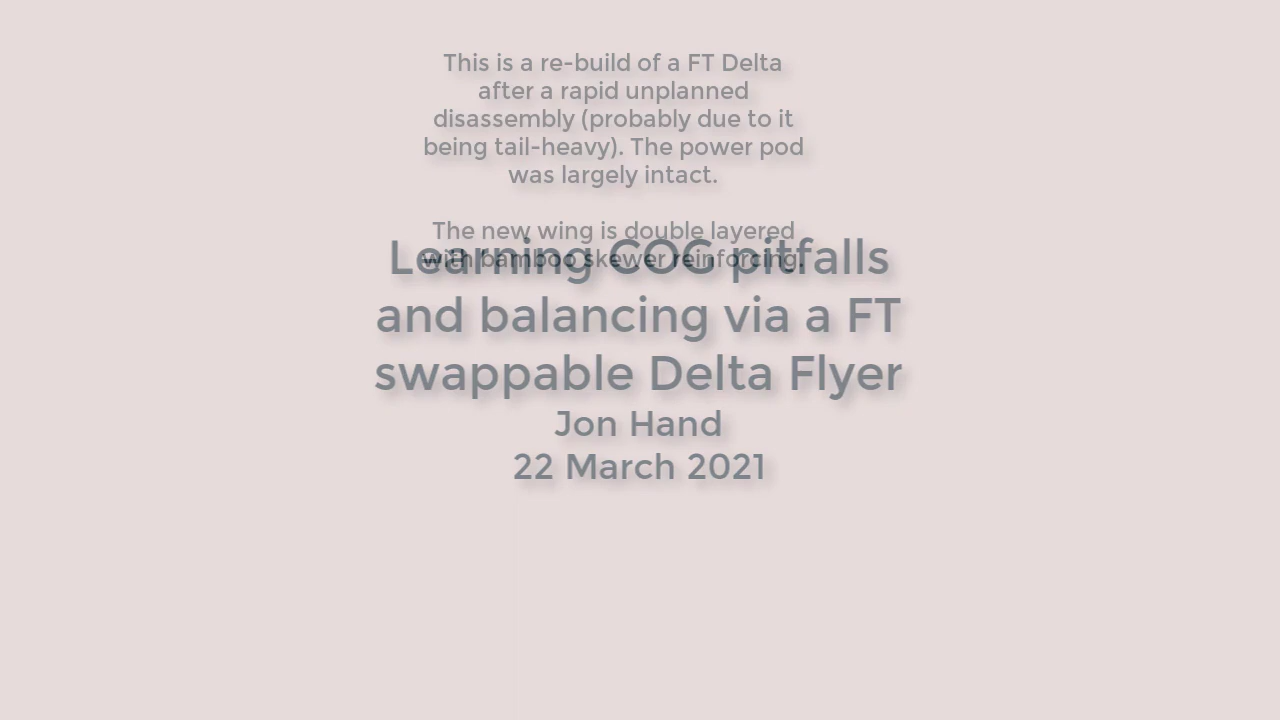 This is a re-build of a FT Delta
after a rapid unplanned
disassembly (probably due to it
being tail-heavy). The power pod
was largely intact.
The new wing is double layered
with bamboo skewer reinforcing.
Learning COG pitfalls
and balancing via a FT
swappable Delta Flyer
Jon Hand
22 March 2021